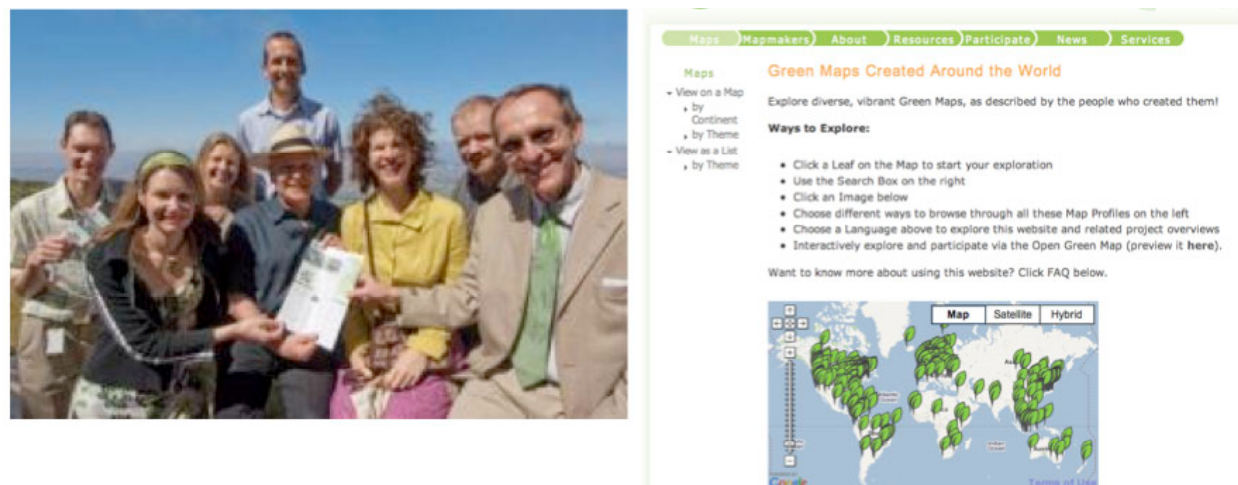 Maps Mapmakers About Resources Participate News Services
Maps
View on a Map
by
Continent
by Theme
View as a List
by Theme
Green Maps Created Around the World
Explore diverse, vibrant Green Maps, as described by the people who created them!
Ways to Explore:
Click a Leaf on the Map to start your exploration
Use the Search Box on the right
Click an Image below
Choose different ways to browse through all these Map Profiles on the left
Choose a Language above to explore this website and related project overviews
Interactively explore and participate via the Open Green Map (preview it here).
Want to know more about using this website? Click FAQ below.
Map Satellite Hybrid
Ocean
Indian
Ocean
Google
Terms of Use